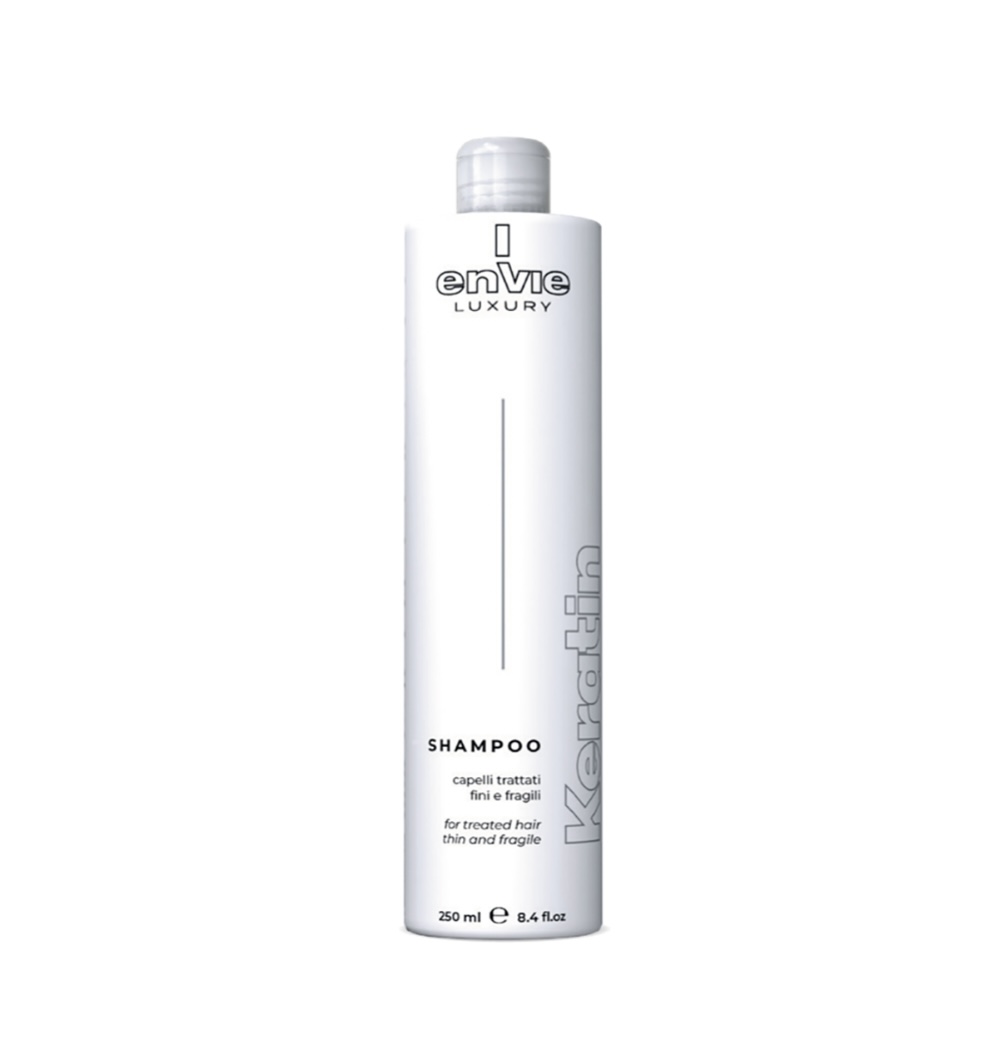 enVie
LUXURY
Keratin
SHAMPOO
capelli trattati
fini e fragili
for treated hair
thin and fragile
250 ml ℮ 8.4 fl.oz